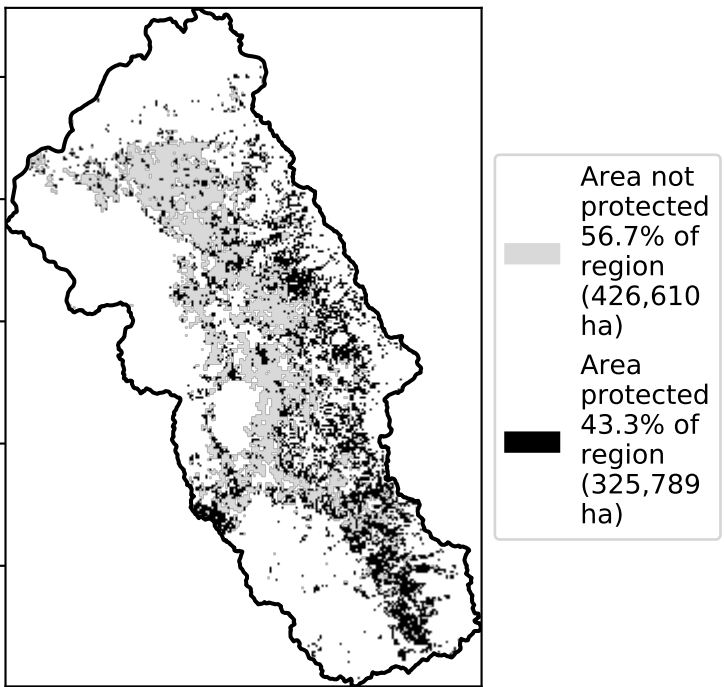 Area not
protected
56.7% of
region
(426,610
ha)
Area
protected
43.3% of
region
(325,789
ha)